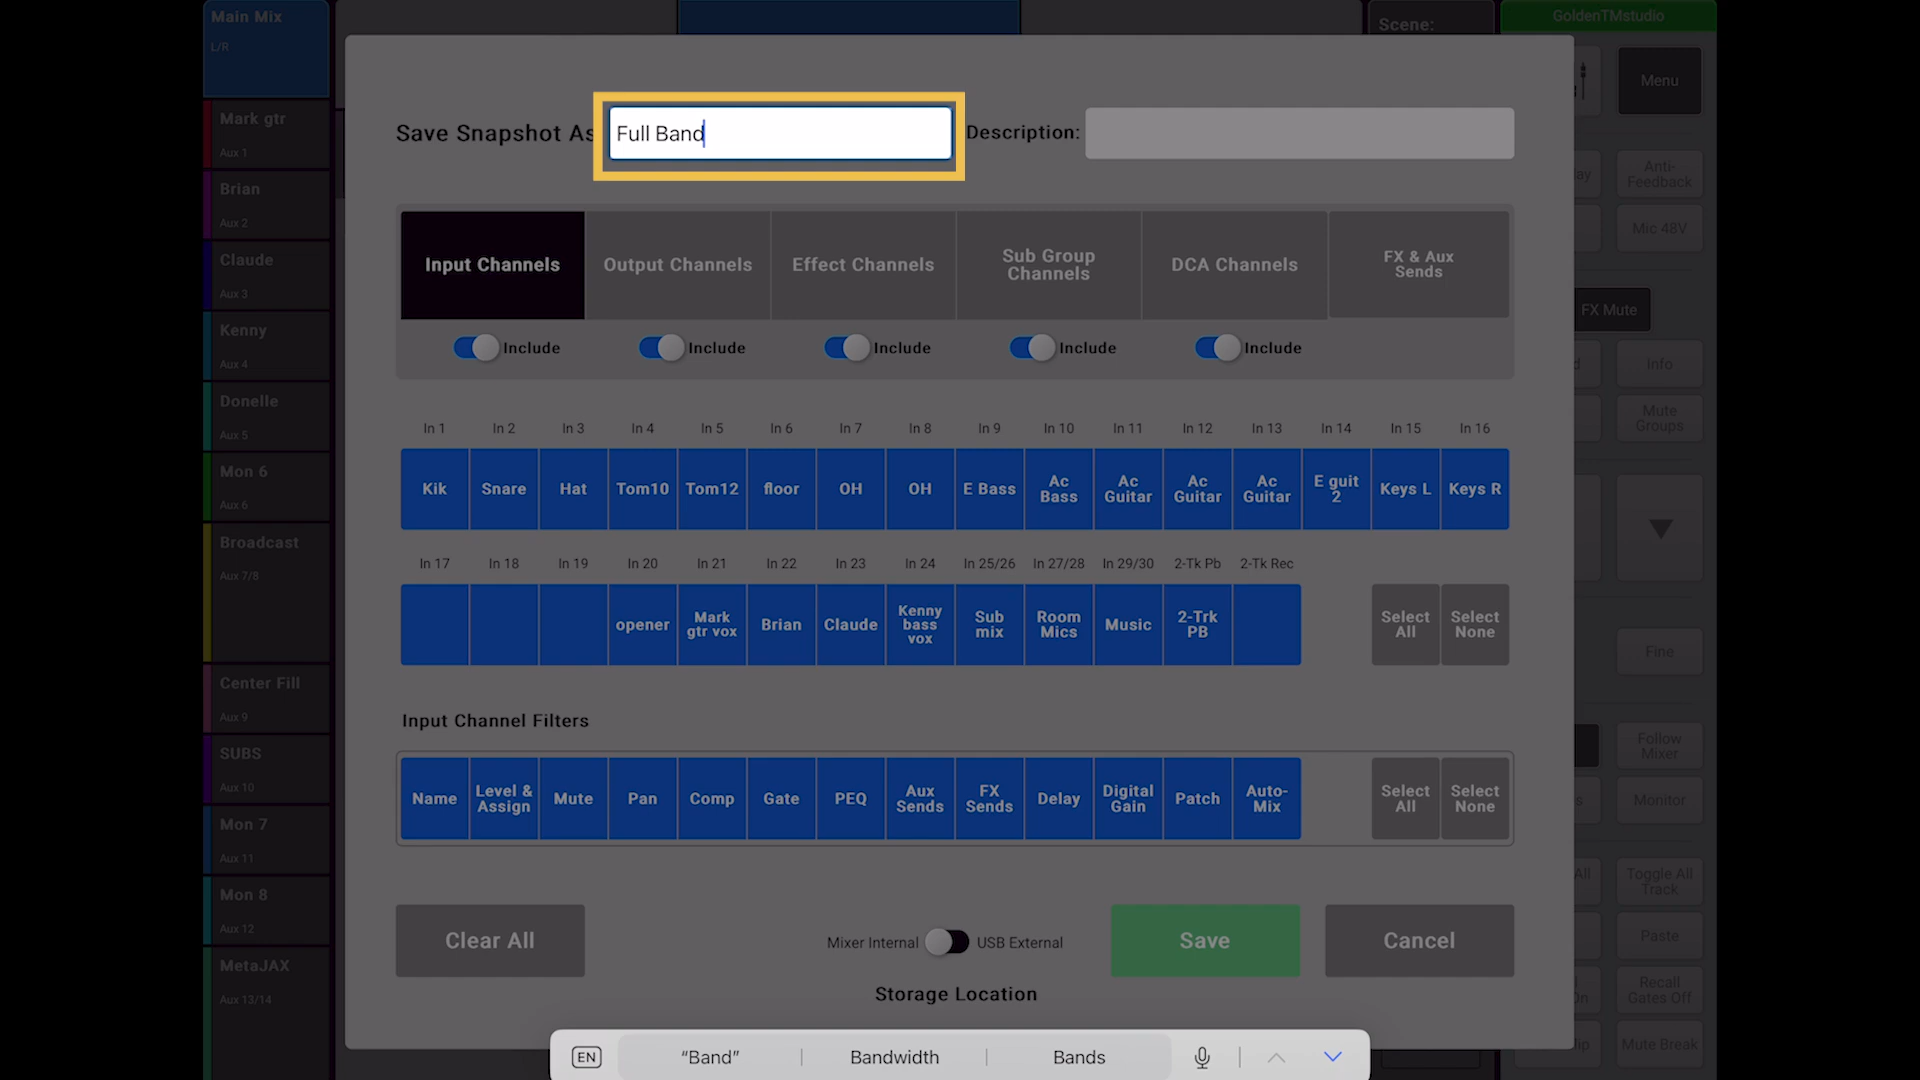 Main Mix
L/R
Scene:
GoldenTMstudio
Mark gtr
Aux 1
Brian
Aux 2
Claude
Aux 3
Kenny
Aux 4
Donelle
Aux 5
Mon 6
Aux 6
Broadcast
Aux 7/8
Center Fill
Aux 9
SUBS
Aux 10
Mon 7
Aux 11
Mon 8
Aux 12
MetaJAX
Aux 13/14
Save Snapshot As
Full Band
Description:
Input Channels
Output Channels
Effect Channels
Sub Group
Channels
DCA Channels
FX & Aux
Sends
Include
Include
Include
Include
Include
In 1 In 2 In 3 In 4 In 5 In 6 In 7 In 8 In 9 In 10 In 11 In 12 In 13 In 14 In 15 In 16
Kik
Snare
Hat
Tom10
Tom12
floor
OH
OH
E Bass
Ac
Bass
Ac
Guitar
Ac
Guitar
Ac
Guitar
E guit
2
Keys L
Keys R
In 17 In 18 In 19 In 20 In 21 In 22 In 23 In 24 In 25/26 In 27/28 In 29/30 2-Tk Pb 2-Tk Rec
opener
Mark
gtr vox
Brian
Claude
Kenny
bass
vox
Sub
mix
Room
Mics
Music
2-Trk
PB
Select
All
Select
None
Input Channel Filters
Name
Level &
Assign
Mute
Pan
Comp
Gate
PEQ
Aux
Sends
FX
Sends
Delay
Digital
Gain
Patch
Auto-
Mix
Select
All
Select
None
Clear All
Mixer Internal
USB External
Storage Location
Save
Cancel
EN
“Band”
Bandwidth
Bands
Menu
Anti-
Feedback
Mic 48V
FX Mute
Info
Mute
Groups
Fine
Follow
Mixer
Monitor
Toggle All
Track
Paste
Recall
Gates Off
Mute Break